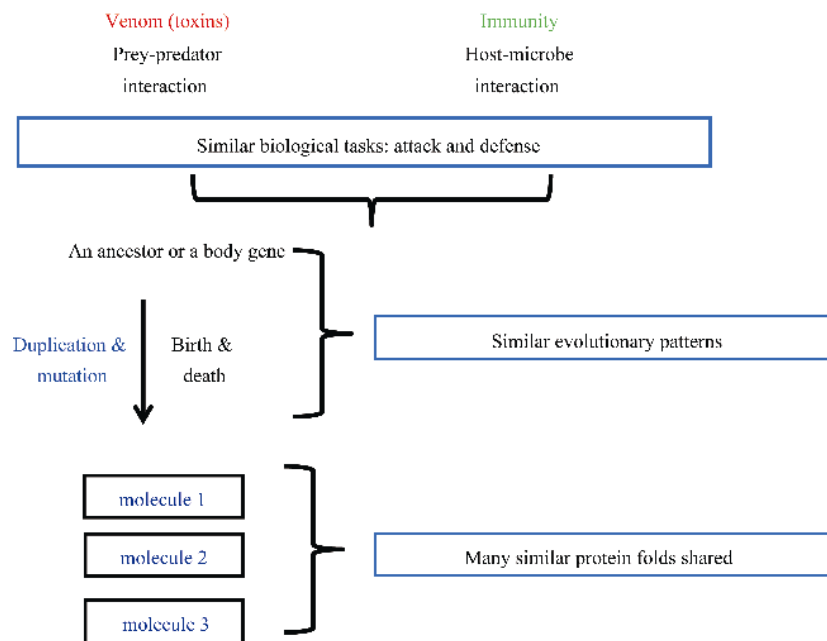 Venom (toxins)
Prey-predator
interaction
Immunity
Host-microbe
interaction
Similar biological tasks: attack and defense
An ancestor or a body gene
Duplication &
mutation
Birth &
death
Similar evolutionary patterns
molecule 1
molecule 2
molecule 3
Many similar protein folds shared